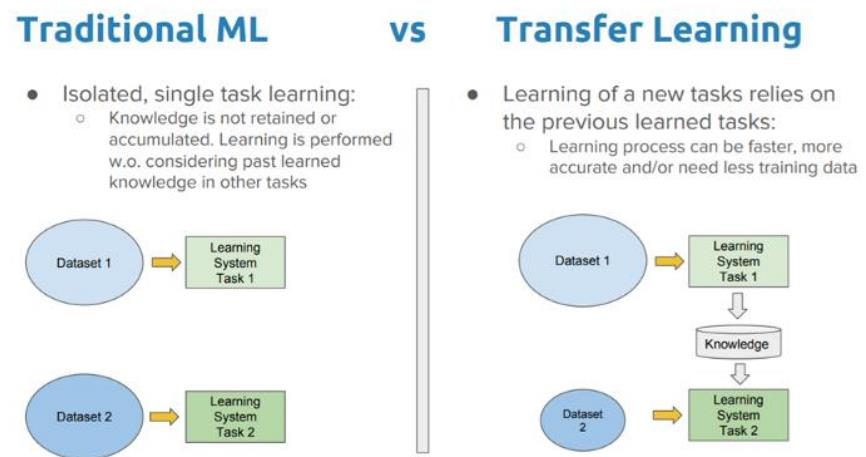 Traditional ML vs Transfer Learning
● Isolated, single task learning:
○ Knowledge is not retained or
accumulated. Learning is performed
w.o. considering past learned
knowledge in other tasks
Dataset 1
Learning
System
Task 1
Dataset 2
Learning
System
Task 2
● Learning of a new tasks relies on
the previous learned tasks:
○ Learning process can be faster, more
accurate and/or need less training data
Dataset 1
Learning
System
Task 1
Knowledge
Dataset
2
Learning
System
Task 2